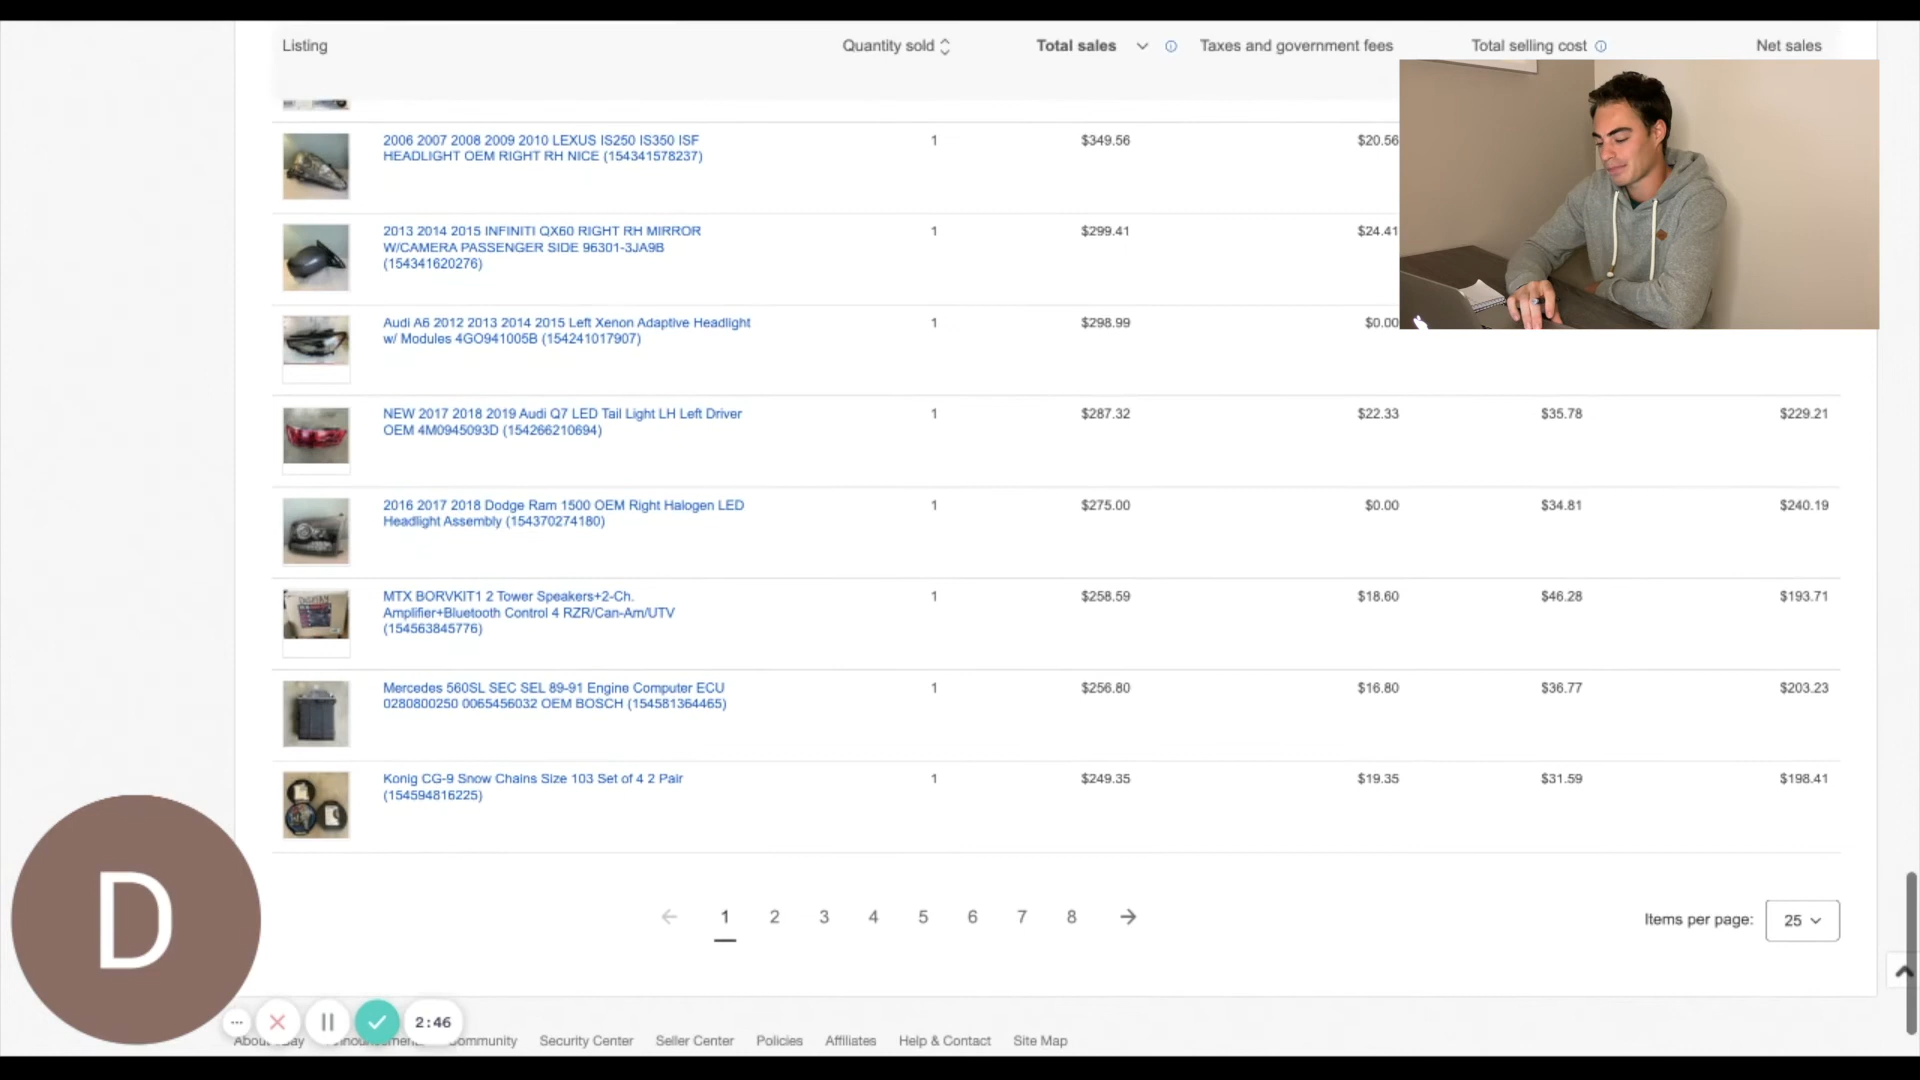 Listing Quantity sold Total sales Taxes and government fees Total selling cost Net sales
2006 2007 2008 2009 2010 LEXUS IS250 IS350 ISF 1 $349.56 $20.56
HEADLIGHT OEM RIGHT RH NICE (154341578237)
2013 2014 2015 INFINITI QX60 RIGHT RH MIRROR 1 $299.41 $24.41
W/CAMERA PASSENGER SIDE 96301-3JA9B
(154341620276)
Audi A6 2012 2013 2014 2015 Left Xenon Adaptive Headlight 1 $298.99 $0.00
w/ Modules 4GO941005B (154241017907)
NEW 2017 2018 2019 Audi Q7 LED Tail Light LH Left Driver 1 $287.32 $22.33 $35.78 $229.21
OEM 4M0945093D (154266210694)
2016 2017 2018 Dodge Ram 1500 OEM Right Halogen LED 1 $275.00 $0.00 $34.81 $240.19
Headlight Assembly (154370274180)
MTX BORVKIT1 2 Tower Speakers+2-Ch. 1 $258.59 $18.60 $46.28 $193.71
Amplifier+Bluetooth Control 4 RZR/Can-Am/UTV
(154563845776)
Mercedes 560SL SEC SEL 89-91 Engine Computer ECU 1 $256.80 $16.80 $36.77 $203.23
0280800250 0065456032 OEM BOSCH (154581364465)
Konig CG-9 Snow Chains Size 103 Set of 4 2 Pair 1 $249.35 $19.35 $31.59 $198.41
(154594816225)
1 2 3 4 5 6 7 8 Items per page: 25
D
2:46
Security Center Seller Center Policies Affiliates Help & Contact Site Map